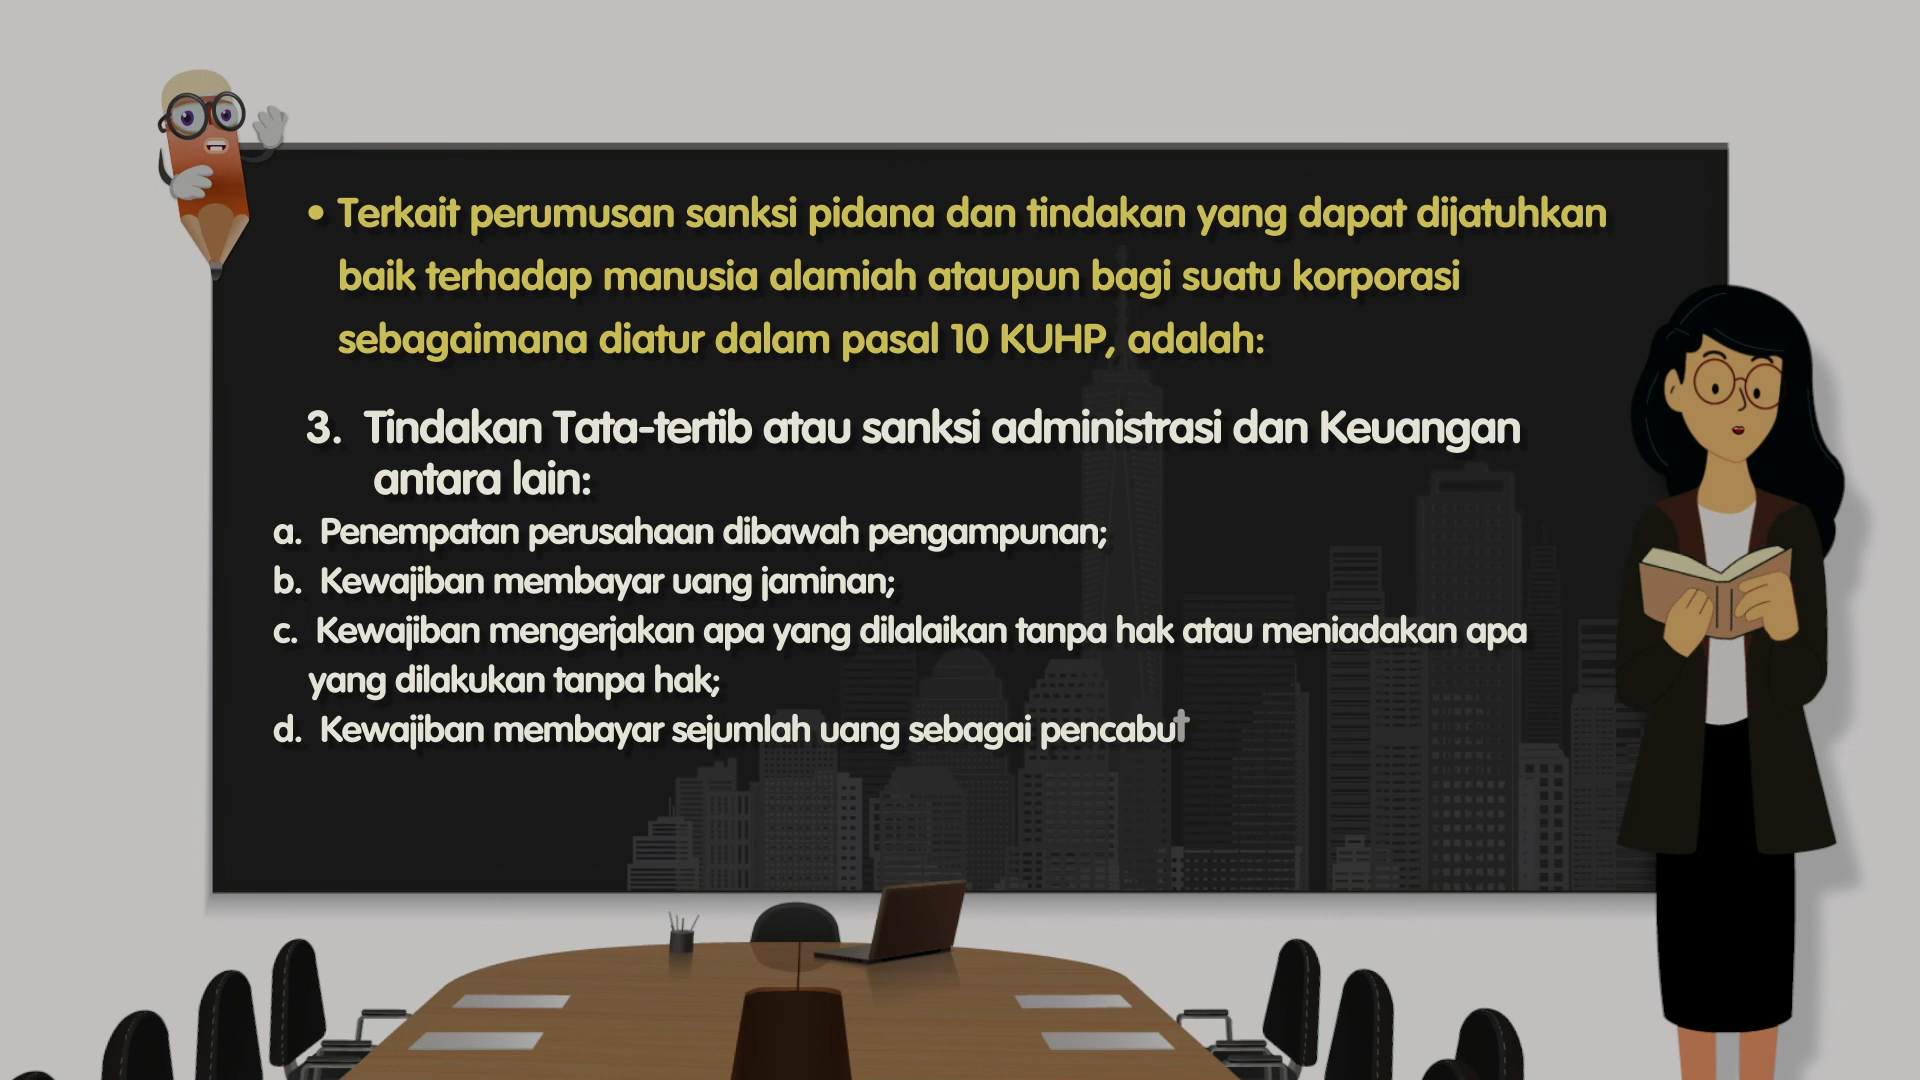 • Terkait perumusan sanksi pidana dan tindakan yang dapat dijatuhkan
baik terhadap manusia alamiah ataupun bagi suatu korporasi
sebagaimana diatur dalam pasal 10 KUHP, adalah:
3. Tindakan Tata-tertib atau sanksi administrasi dan Keuangan
antara lain:
a. Penempatan perusahaan dibawah pengampunan;
b. Kewajiban membayar uang jaminan;
c. Kewajiban mengerjakan apa yang dilalaikan tanpa hak atau meniadakan apa
yang dilakukan tanpa hak;
d. Kewajiban membayar sejumlah uang sebagai pencabut